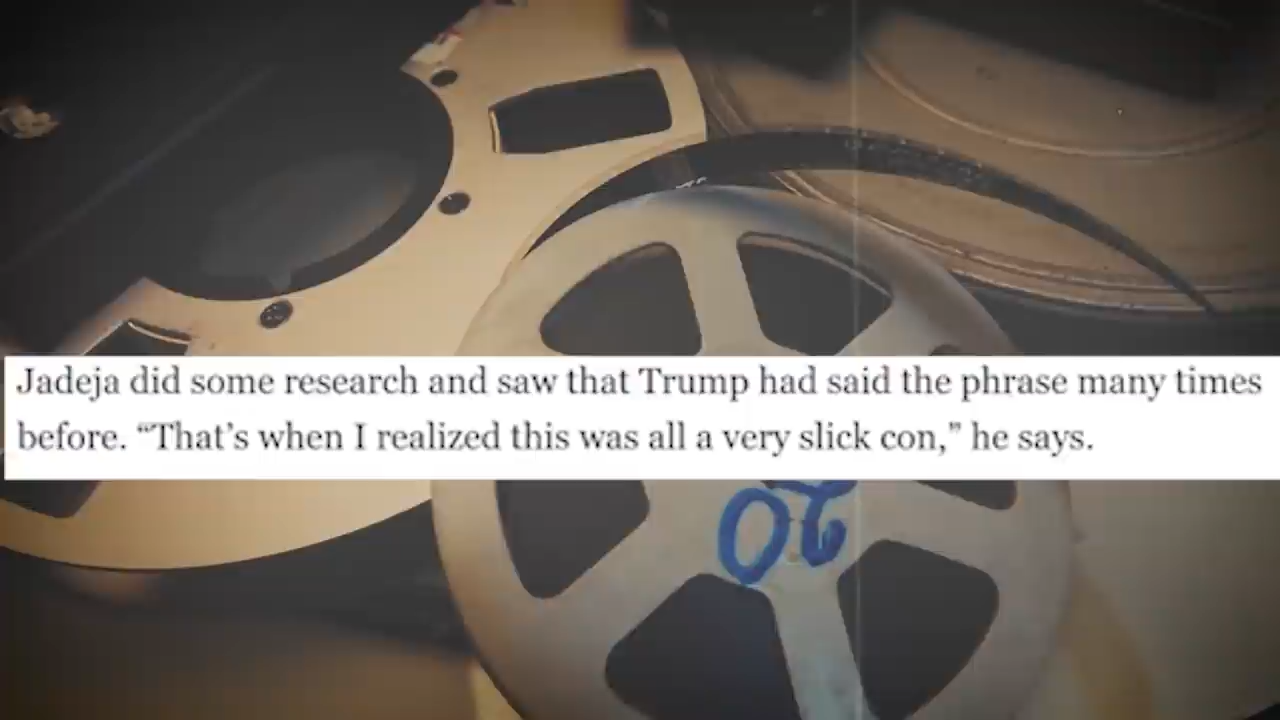 Jadeja did some research and saw that Trump had said the phrase many times
before. “That’s when I realized this was all a very slick con,” he says.